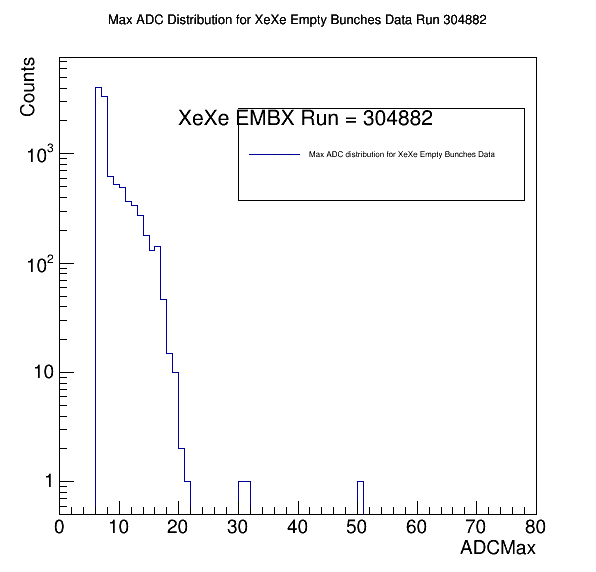 Max ADC Distribution for XeXe Empty Bunches Data Run 304882
Counts
XeXe EMBX Run = 304882
Max ADC distribution for XeXe Empty Bunches Data
10³
10²
10
1
0 10 20 30 40 50 60 70 80
ADCMax